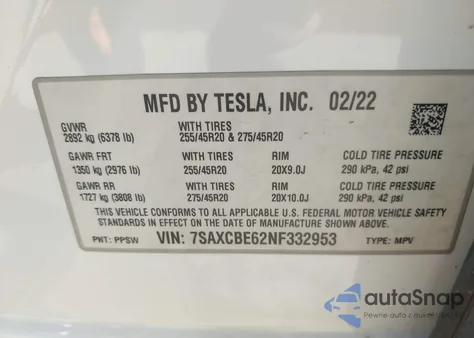 MFD BY TESLA, INC. 02/22
GVWR WITH TIRES
2892 kg (6378 lb) 255/45R20 & 275/45R20
GAWR FRT WITH TIRES RIM COLD TIRE PRESSURE
1350 kg (2976 lb) 255/45R20 20X9.0J 290 kPa, 42 psi
GAWR RR WITH TIRES RIM COLD TIRE PRESSURE
1727 kg (3808 lb) 275/45R20 20X10.0J 290 kPa, 42 psi
THIS VEHICLE CONFORMS TO ALL APPLICABLE U.S. FEDERAL MOTOR VEHICLE SAFETY
STANDARDS IN EFFECT ON THE DATE OF MANUFACTURE SHOWN ABOVE.
PNT: PPSW VIN: 7SAXCBE62NF332953 TYPE: MPV
autoSnap
Pewne auto z